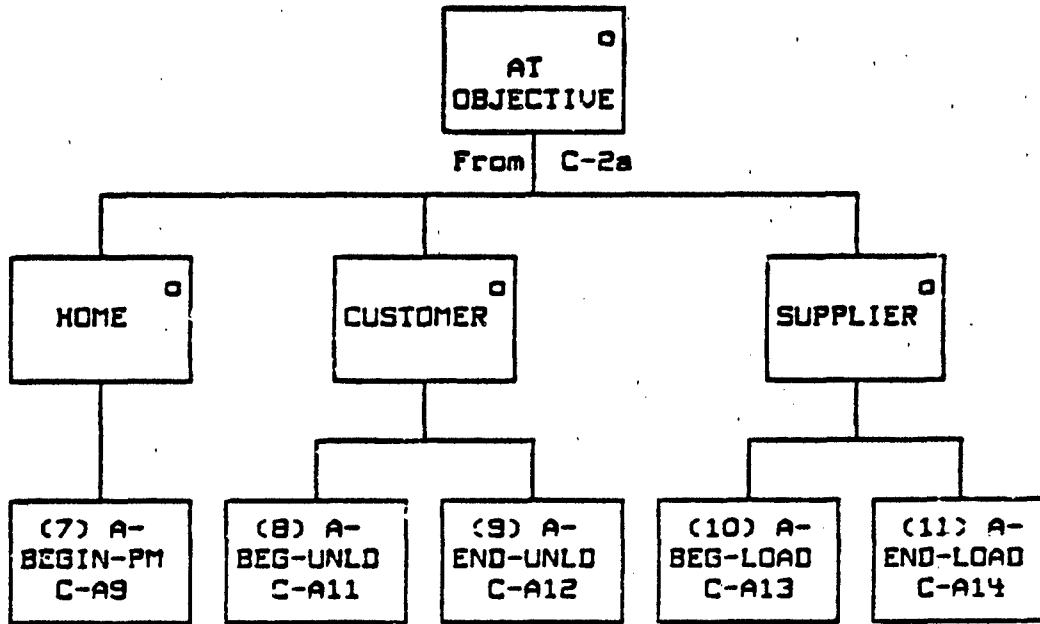 AT
OBJECTIVE
From C-2a
HOME
CUSTOMER
SUPPLIER
(7) A-
BEGIN-PM
C-A9
(8) A-
BEG-UNLD
C-A11
(9) A-
END-UNLD
C-A12
(10) A-
BEG-LOAD
C-A13
(11) A-
END-LOAD
C-A14